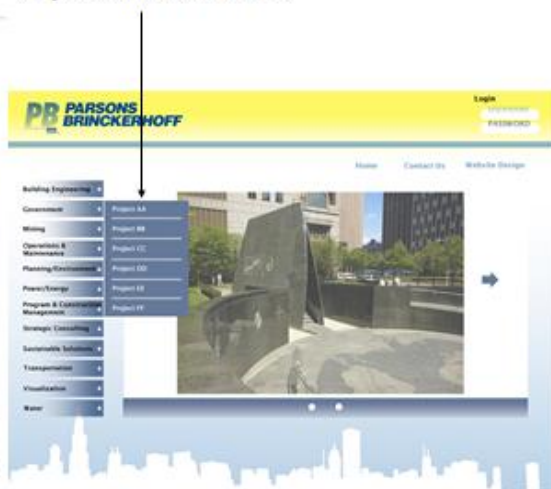 Login
PASSWORD
PB PARSONS
BRINCKERHOFF
Home Contact Us Website Design
Building Engineering
Government
Mining
Operations &
Maintenance
Planning/Environment
Power/Energy
Program & Construction
Management
Strategic Consulting
Sustainable Solutions
Transportation
Visualization
Water
Project AA
Project BB
Project CC
Project DD
Project EE
Project FF